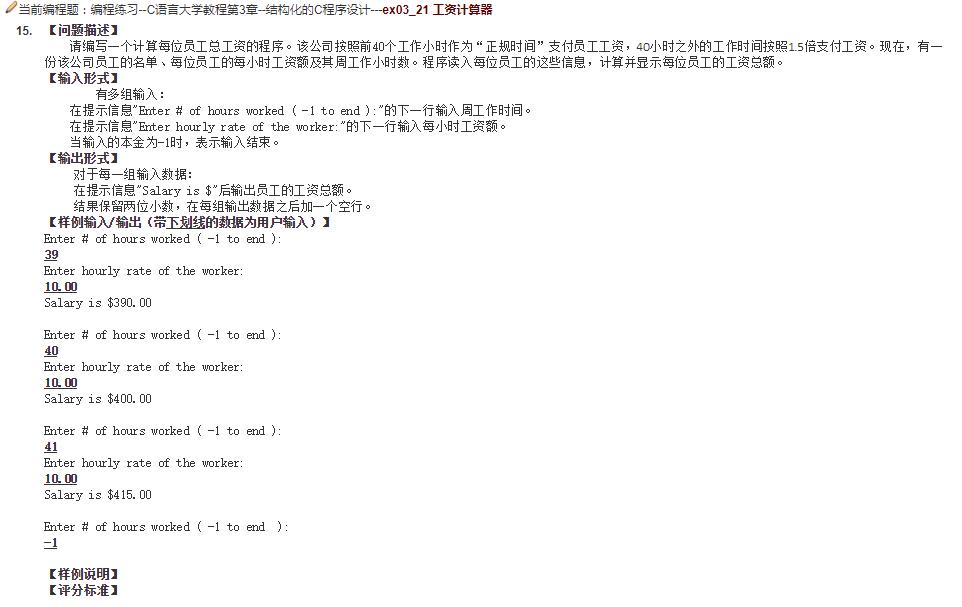 当前编程题：编程练习--C语言大学教程第3章--结构化的C程序设计---ex03_21 工资计算器
15. 【问题描述】
请编写一个计算每位员工总工资的程序。该公司按照前40个工作小时作为“正规时间”支付员工工资，40小时之外的工作时间按照1.5倍支付工资。现在，有一
份该公司员工的名单、每位员工的每小时工资额及其周工作小时数。程序读入每位员工的这些信息，计算并显示每位员工的工资总额。
【输入形式】
有多组输入：
在提示信息"Enter # of hours worked ( -1 to end ):"的下一行输入周工作时间。
在提示信息"Enter hourly rate of the worker:"的下一行输入每小时工资额。
当输入的本金为-1时，表示输入结束。
【输出形式】
对于每一组输入数据：
在提示信息"Salary is $"后输出员工的工资总额。
结果保留两位小数，在每组输出数据之后加一个空行。
【样例输入/输出（带下划线的数据为用户输入）】
Enter # of hours worked ( -1 to end ):
39
Enter hourly rate of the worker:
10.00
Salary is $390.00
Enter # of hours worked ( -1 to end ):
40
Enter hourly rate of the worker:
10.00
Salary is $400.00
Enter # of hours worked ( -1 to end ):
41
Enter hourly rate of the worker:
10.00
Salary is $415.00
Enter # of hours worked ( -1 to end  ):
-1
【样例说明】
【评分标准】